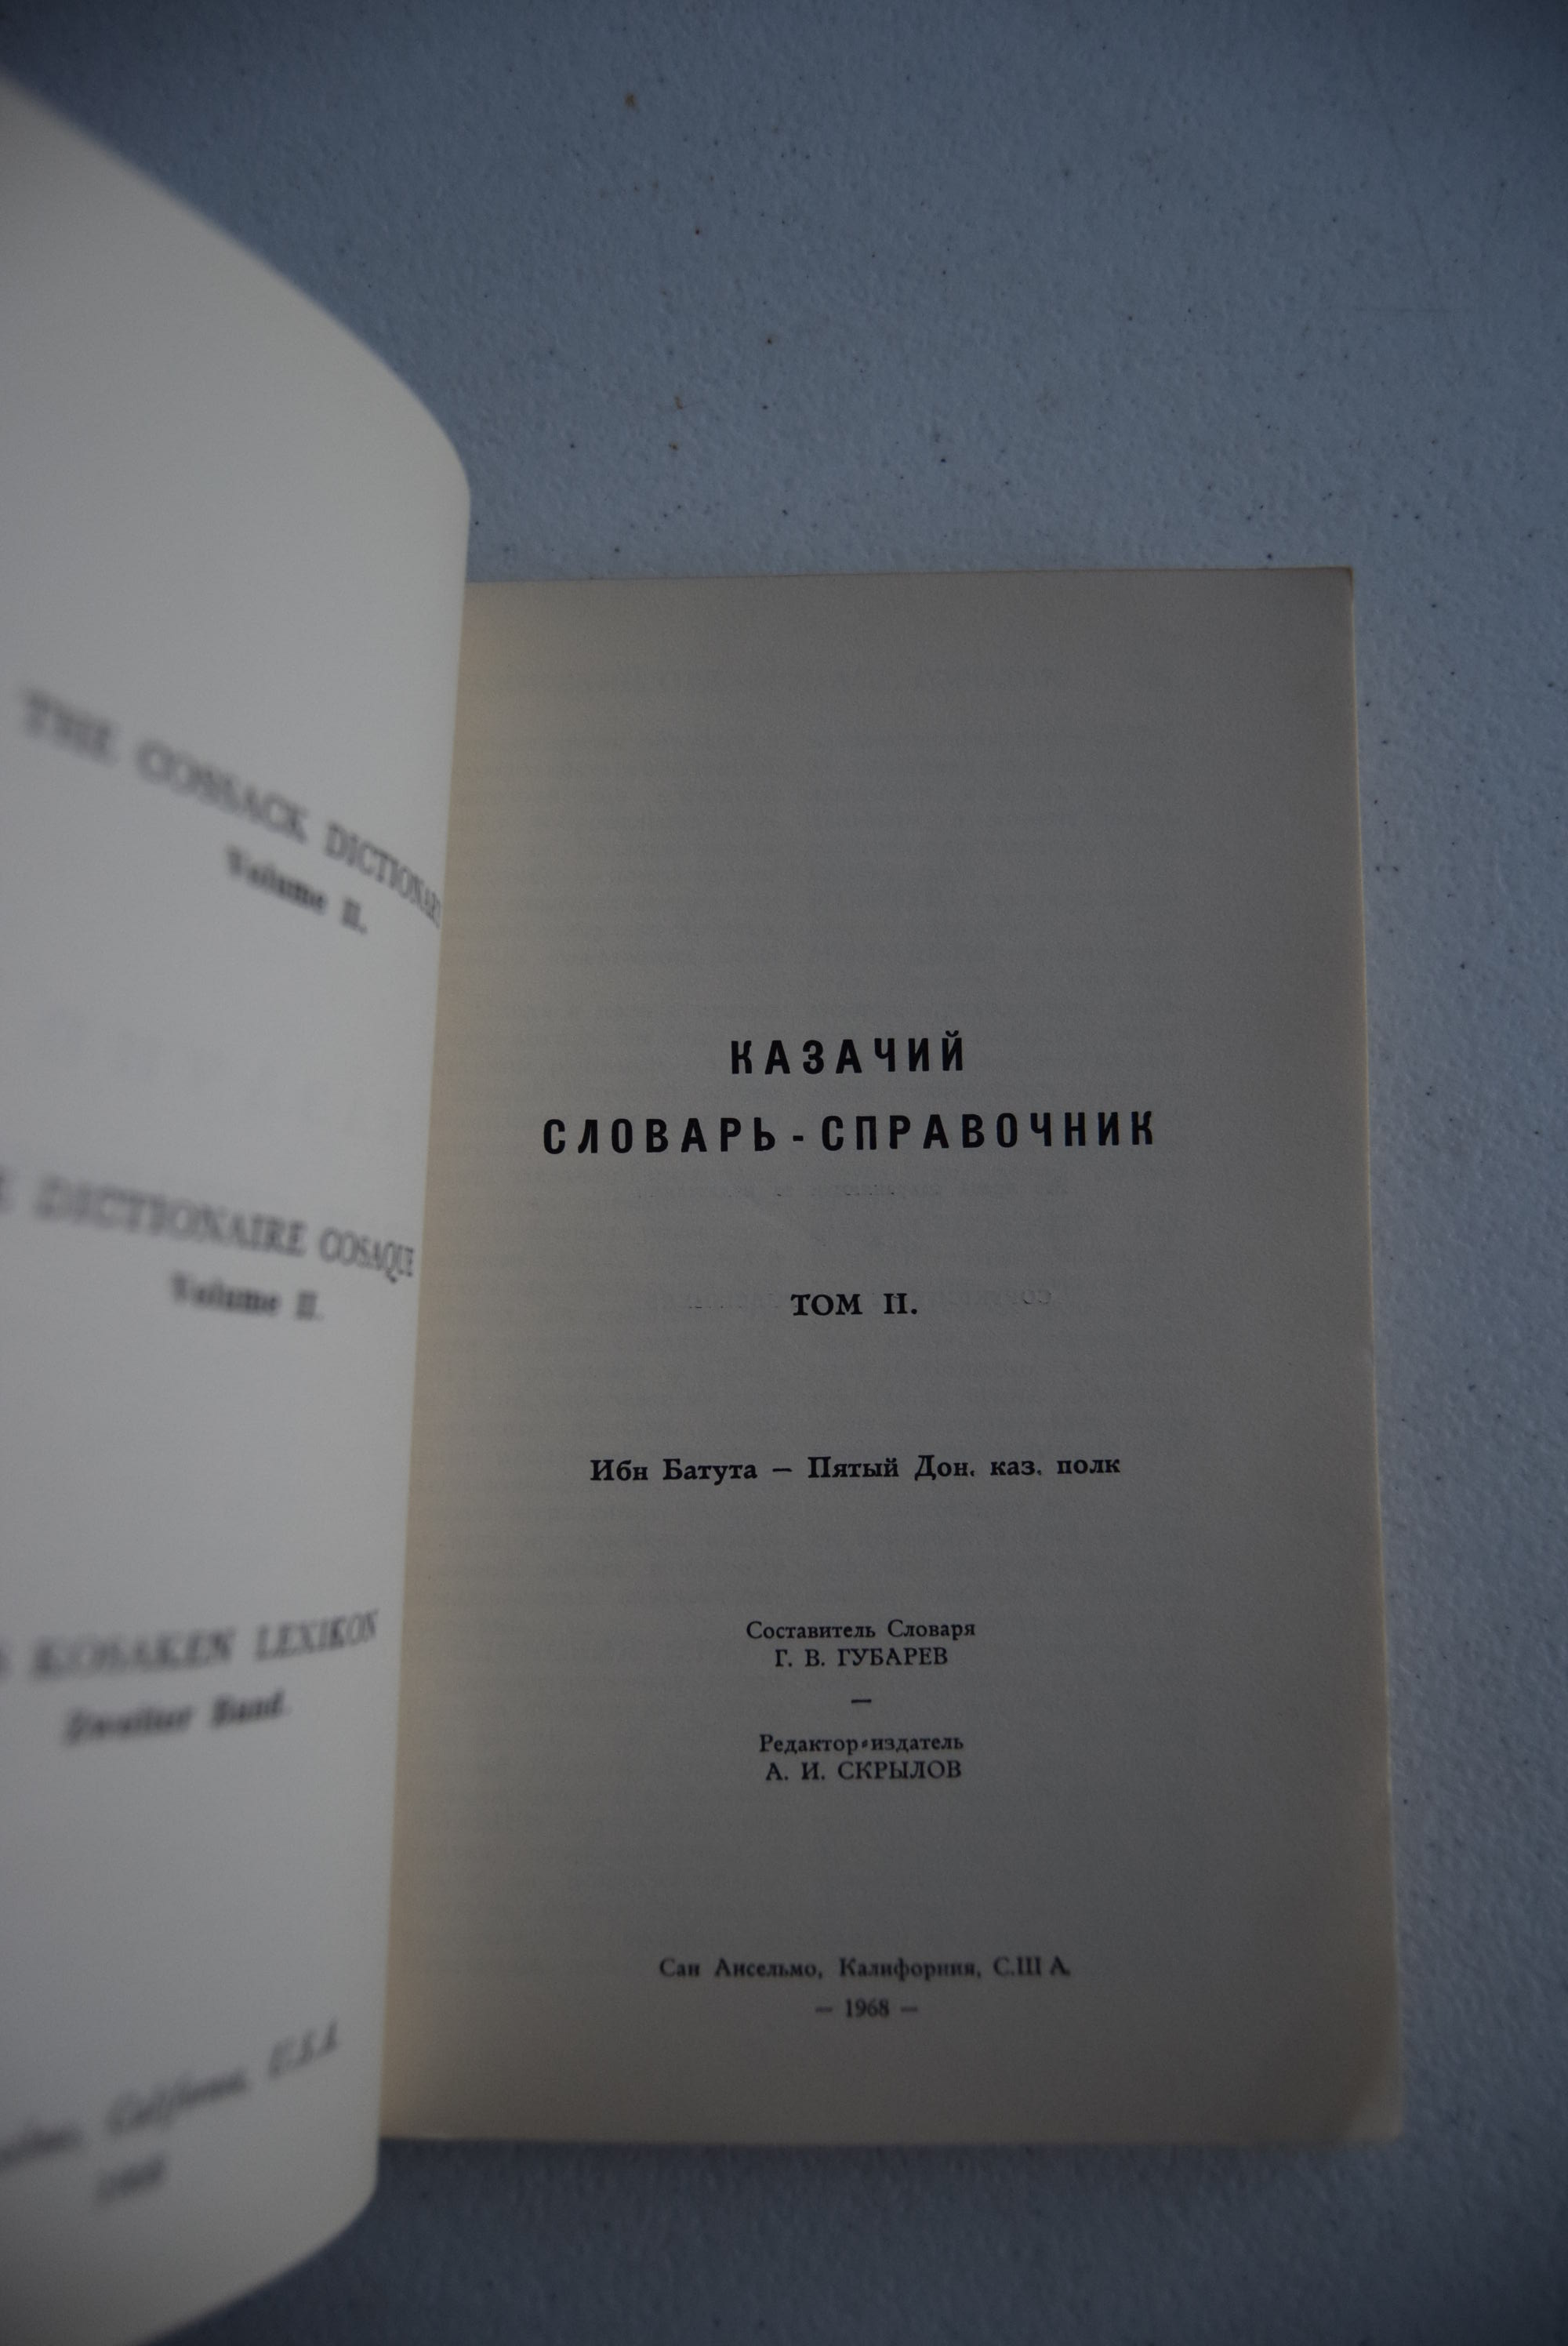 THE COSSACK DICTIONARY
Volume II.
DICTIONAIRE COSAQUE
Volume II.
KOSAKEN LEXIKON
Zweiter Band.
California, U.S.A
1968
КАЗАЧИЙ
СЛОВАРЬ-СПРАВОЧНИК
ТОМ II.
Ибн Батута — Пятый Дон. каз. полк
Составитель Словаря
Г. В. ГУБАРЕВ
—
Редактор-издатель
А. И. СКРЫЛОВ
Сан Ансельмо, Калифорния, С.Ш А.
— 1968 —